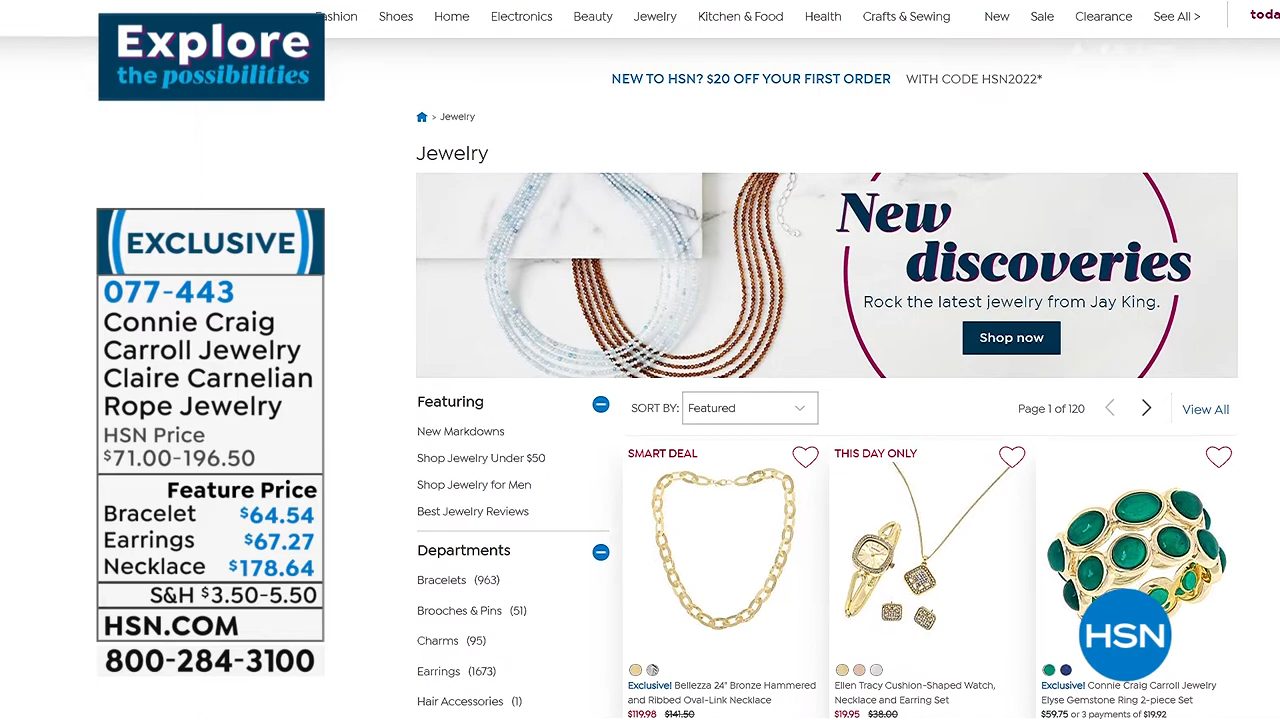 Fashion Shoes Home Electronics Beauty Jewelry Kitchen & Food Health Crafts & Sewing New Sale Clearance See All > toda
Explore
the possibilities
NEW TO HSN? $20 OFF YOUR FIRST ORDER WITH CODE HSN2022*
> Jewelry
Jewelry
New
discoveries
Rock the latest jewelry from Jay King.
Shop now
EXCLUSIVE
077-443
Connie Craig
Carroll Jewelry
Claire Carnelian
Rope Jewelry
HSN Price
$71.00-196.50
Feature Price
Bracelet $64.54
Earrings $67.27
Necklace $178.64
S&H $3.50-5.50
HSN.COM
800-284-3100
Featuring
New Markdowns
Shop Jewelry Under $50
Shop Jewelry for Men
Best Jewelry Reviews
Departments
Bracelets (963)
Brooches & Pins (51)
Charms (95)
Earrings (1673)
Hair Accessories (1)
SORT BY: Featured
Page 1 of 120
View All
SMART DEAL
Exclusive! Bellezza 24" Bronze Hammered
and Ribbed Oval-Link Necklace
$119.98 $141.50
THIS DAY ONLY
Ellen Tracy Cushion-Shaped Watch,
Necklace and Earring Set
$19.95 $38.00
HSN
Exclusive! Connie Craig Carroll Jewelry
Elyse Gemstone Ring 2-piece Set
$59.75 or 3 payments of $19.92